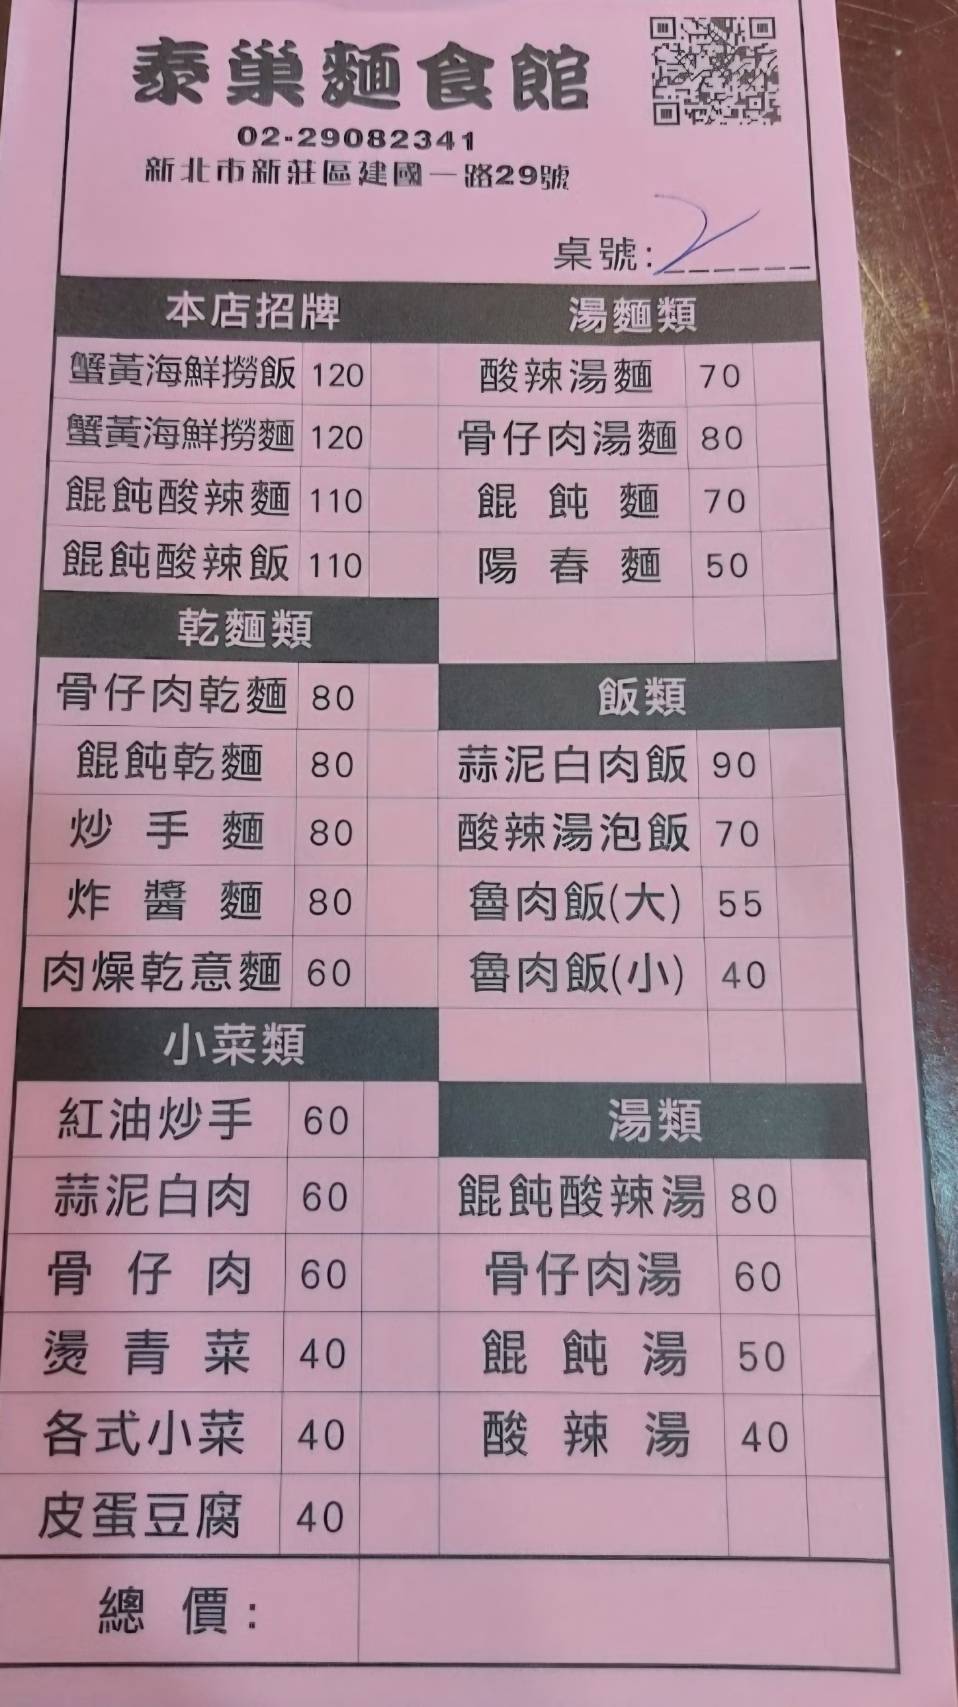 泰巢麵食館
02-29082341
新北市新莊區建國一路29號
桌號:2
本店招牌
蟹黃海鮮撈飯 120
蟹黃海鮮撈麵 120
餛飩酸辣麵 110
餛飩酸辣飯 110
乾麵類
骨仔肉乾麵 80
餛飩乾麵 80
炒手麵 80
炸醬麵 80
肉燥乾意麵 60
小菜類
紅油炒手 60
蒜泥白肉 60
骨仔肉 60
燙青菜 40
各式小菜 40
皮蛋豆腐 40
湯麵類
酸辣湯麵 70
骨仔肉湯麵 80
餛飩麵 70
陽春麵 50
飯類
蒜泥白肉飯 90
酸辣湯泡飯 70
魯肉飯(大) 55
魯肉飯(小) 40
湯類
餛飩酸辣湯 80
骨仔肉湯 60
餛飩湯 50
酸辣湯 40
總價: